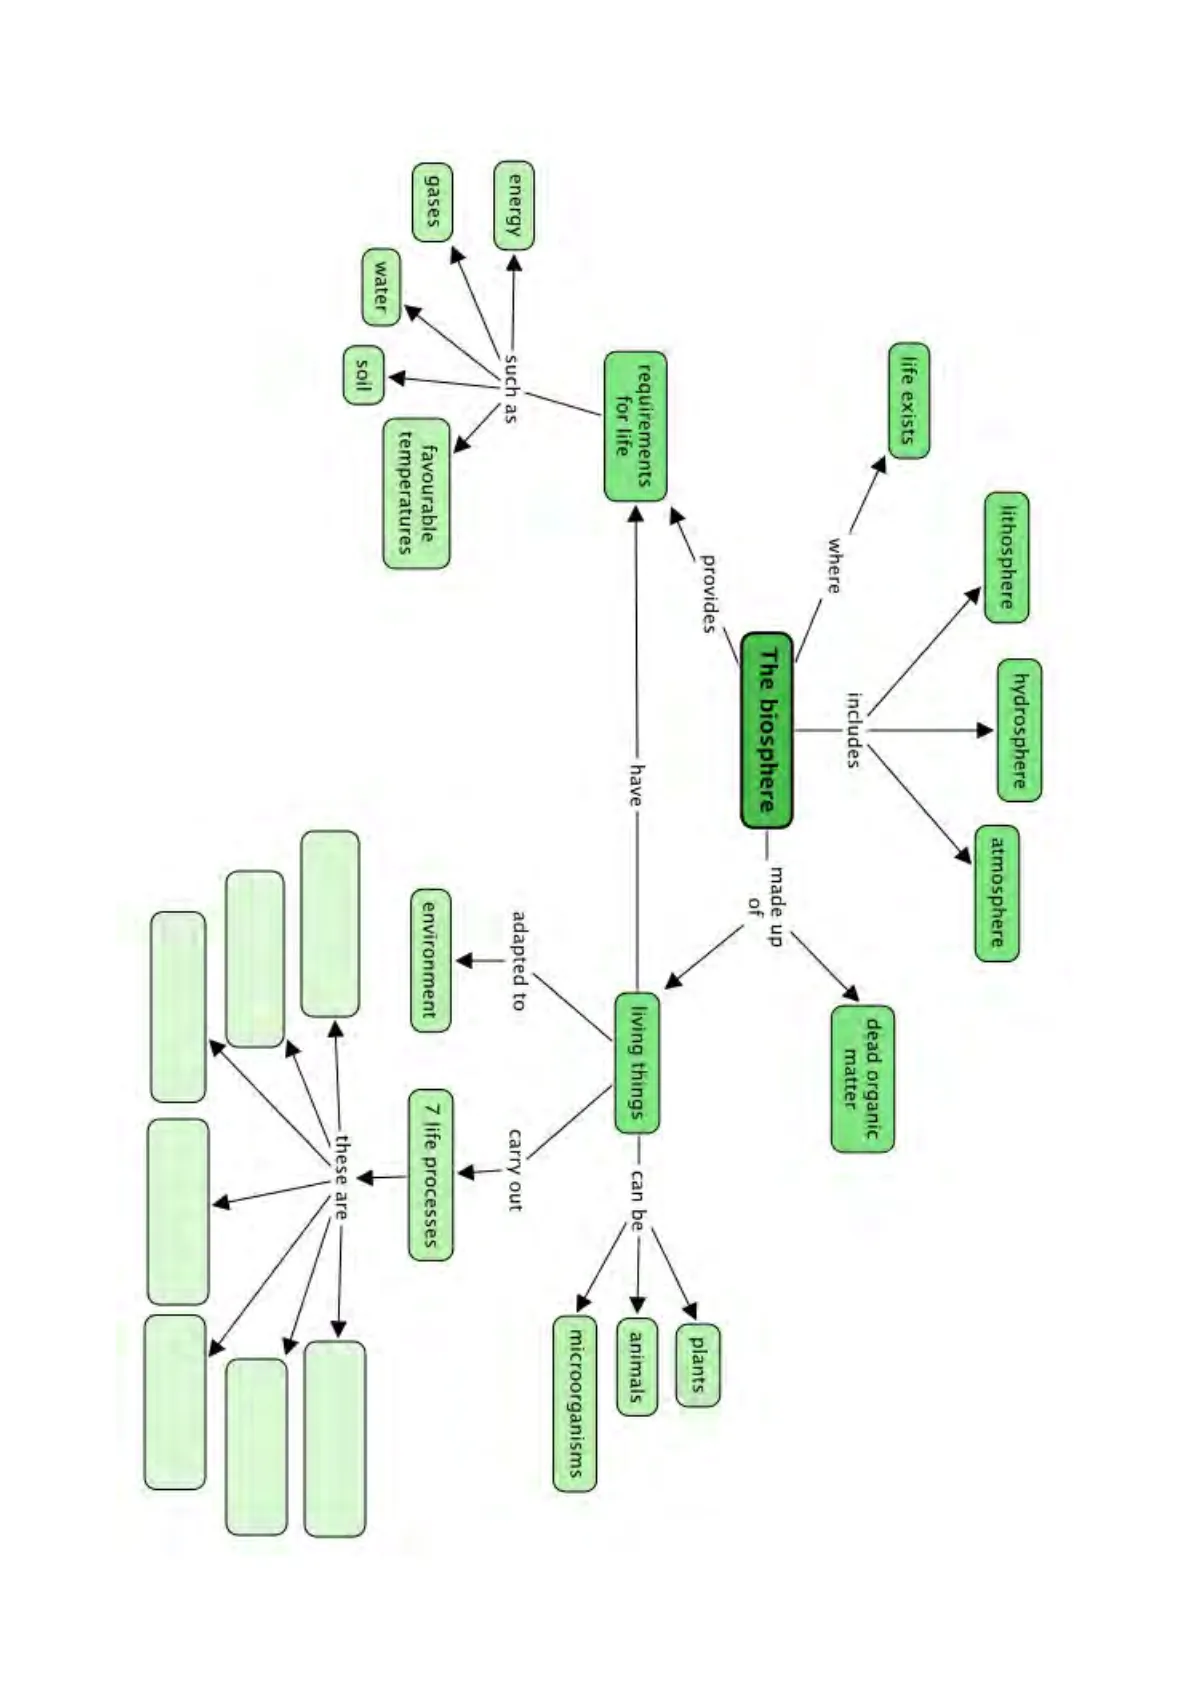 lithosphere
hydrosphere
atmosphere
life exists
where
includes
dead organic
matter
The biosphere
made up
of
provides
requirements
for life
have
living things
can be
plants
animals
microorganisms
such as
energy
gases
water
soil
favourable
temperatures
adapted to
carry out
environment
7 life processes
these are